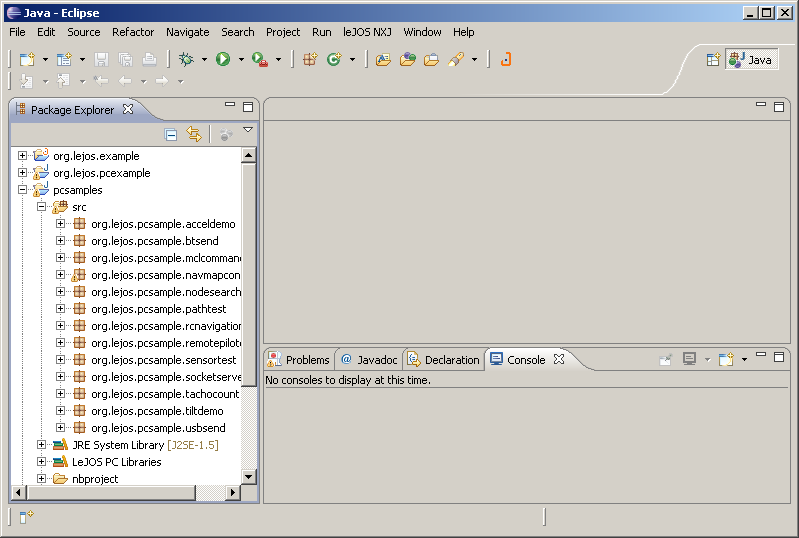 Java - Eclipse
File Edit Source Refactor Navigate Search Project Run leJOS NXJ Window Help
Java
Package Explorer
org.lejos.example
org.lejos.pcexample
pcsamples
src
org.lejos.pcsample.acceldemo
org.lejos.pcsample.btsend
org.lejos.pcsample.mclcomman
org.lejos.pcsample.navmapcon
org.lejos.pcsample.nodesearch
org.lejos.pcsample.pathtest
org.lejos.pcsample.rcnavigation
org.lejos.pcsample.remotepilot
org.lejos.pcsample.sensortest
org.lejos.pcsample.socketserve
org.lejos.pcsample.tachocount
org.lejos.pcsample.tiltdemo
org.lejos.pcsample.usbsend
JRE System Library [J2SE-1.5]
LeJOS PC Libraries
nbproject
Problems @ Javadoc Declaration Console
No consoles to display at this time.